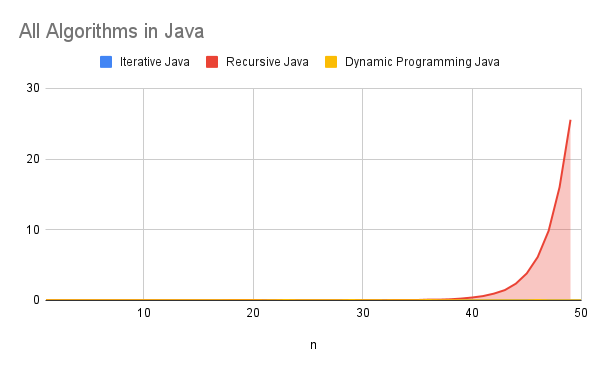 All Algorithms in Java
Iterative Java Recursive Java Dynamic Programming Java
30
20
10
0
10 20 30 40 50
n